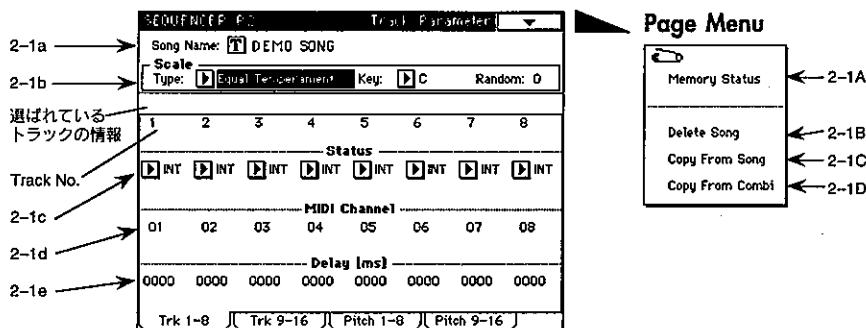 SEQUENCER P2 Track Parameter
Page Menu
2-1a
Song Name: T DEMO SONG
Scale
2-1b
Type: Equal Temperament Key: C Random: 0
選ばれている
トラックの情報
1 2 3 4 5 6 7 8
Track No.
Status
INT INT INT INT INT INT INT INT
2-1c
MIDI Channel
2-1d
01 02 03 04 05 06 07 08
Delay [ms]
2-1e
0000 0000 0000 0000 0000 0000 0000 0000
Trk 1-8 Trk 9-16 Pitch 1-8 Pitch 9-16
Memory Status
2-1A
Delete Song
2-1B
Copy From Song
2-1C
Copy From Combi
2-1D